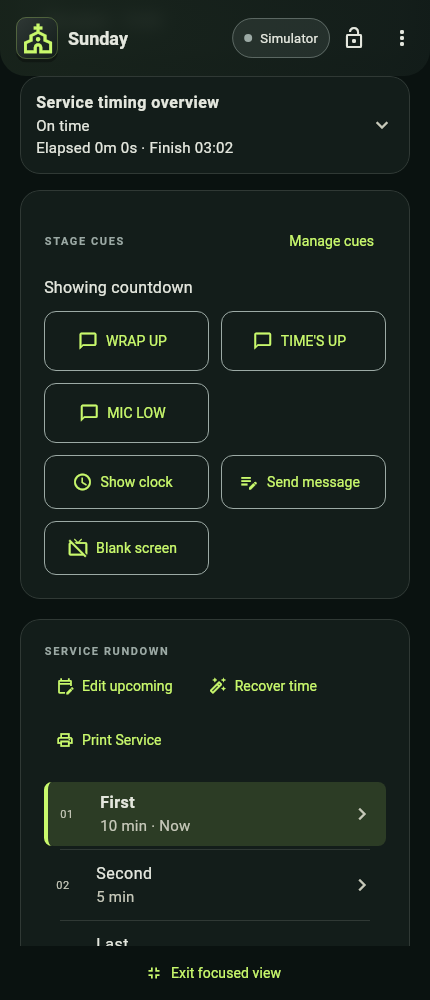 Sunday
Simulator
Service timing overview
On time
Elapsed 0m 0s · Finish 03:02
STAGE CUES
Manage cues
Showing countdown
WRAP UP
TIME'S UP
MIC LOW
Show clock
Send message
Blank screen
SERVICE RUNDOWN
Edit upcoming
Recover time
Print Service
01
First
10 min · Now
02
Second
5 min
Last
Exit focused view